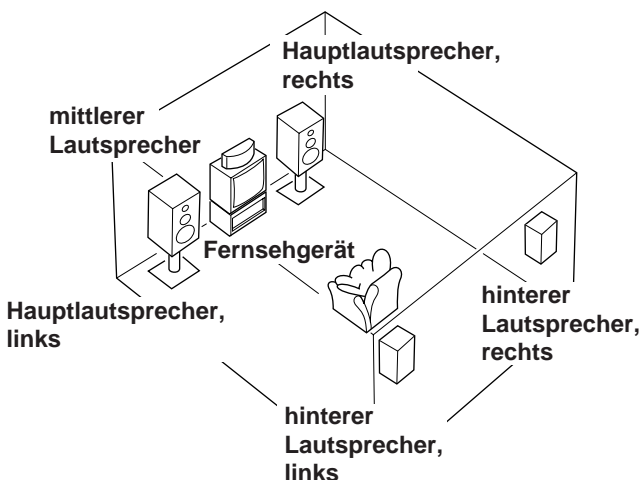 Hauptlautsprecher,
rechts
mittlerer
Lautsprecher
Fernsehgerät
Hauptlautsprecher,
links
hinterer
Lautsprecher,
rechts
hinterer
Lautsprecher,
links